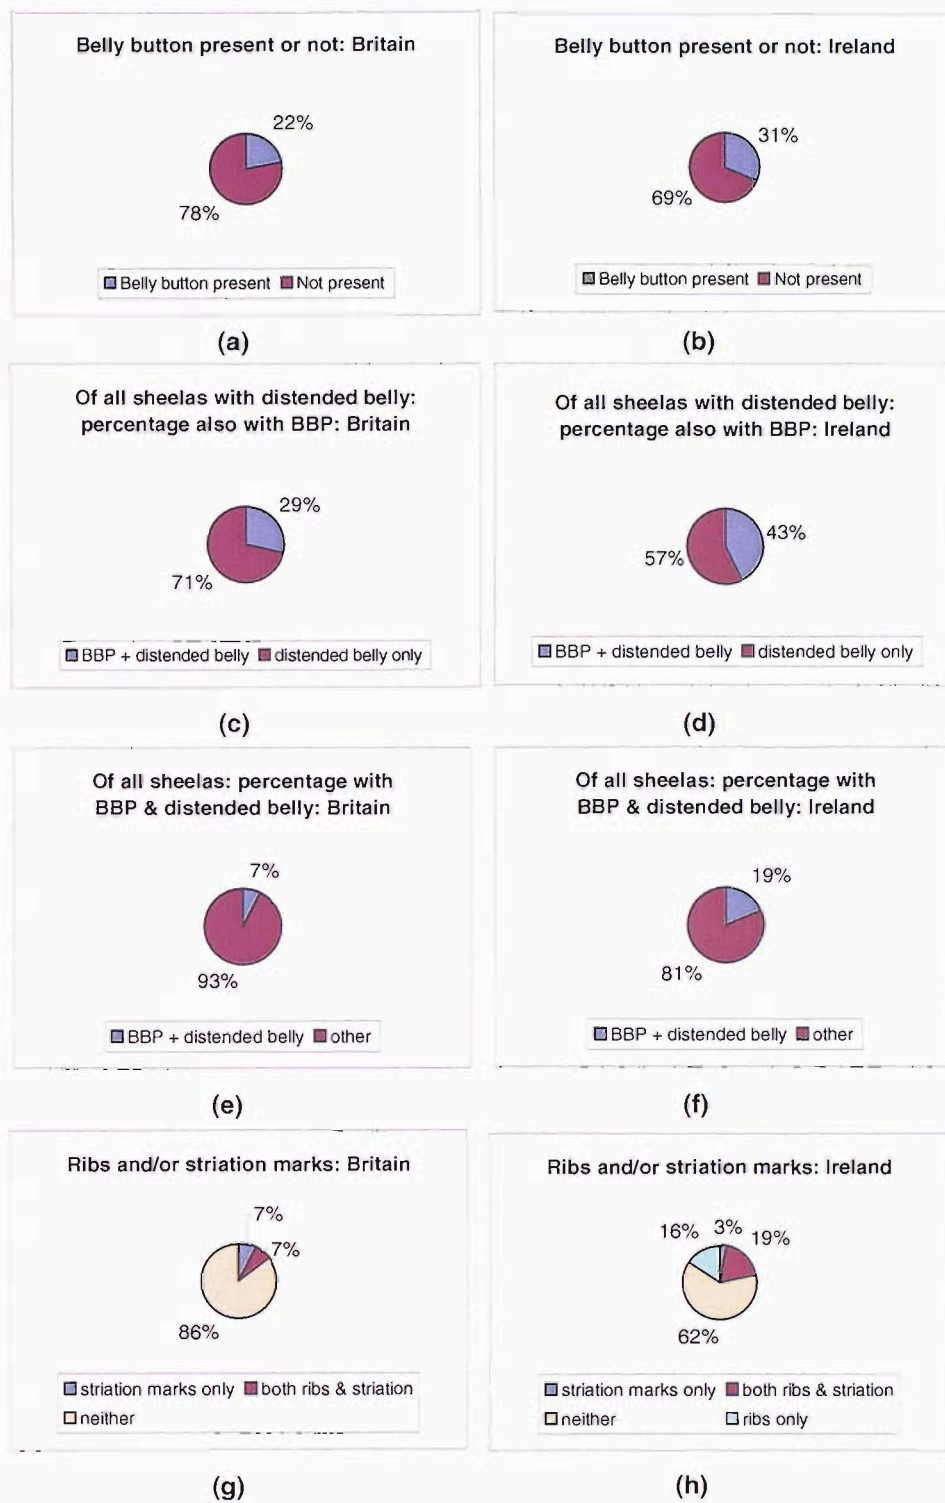 Belly button present or not: Britain
22%
78%
Belly button present Not present
(a)
Belly button present or not: Ireland
31%
69%
Belly button present Not present
(b)
Of all sheelas with distended belly:
percentage also with BBP: Britain
29%
71%
BBP + distended belly distended belly only
(c)
Of all sheelas with distended belly:
percentage also with BBP: Ireland
43%
57%
BBP + distended belly distended belly only
(d)
Of all sheelas: percentage with
BBP & distended belly: Britain
7%
93%
BBP + distended belly other
(e)
Of all sheelas: percentage with
BBP & distended belly: Ireland
19%
81%
BBP + distended belly other
(f)
Ribs and/or striation marks: Britain
7%
7%
86%
striation marks only both ribs & striation
neither
(g)
Ribs and/or striation marks: Ireland
16% 3% 19%
62%
striation marks only both ribs & striation
neither ribs only
(h)